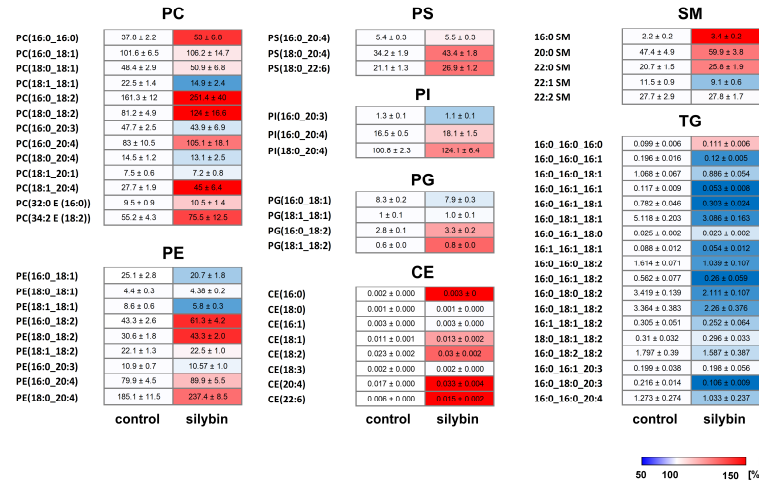 PC
PC(16:0_16:0) 37.8 ± 2.2 53 ± 6.8
PC(16:0_18:1) 101.6 ± 6.5 106.2 ± 14.7
PC(18:0_18:1) 48.4 ± 2.9 50.9 ± 6.8
PC(18:1_18:1) 22.5 ± 1.4 14.9 ± 2.4
PC(16:0_18:2) 161.3 ± 12 251.4 ± 40
PC(18:0_18:2) 81.2 ± 4.9 124 ± 15.6
PC(16:0_20:3) 47.7 ± 2.5 43.9 ± 6.9
PC(16:0_20:4) 83 ± 10.5 105.1 ± 18.1
PC(18:0_20:4) 14.5 ± 1.2 13.1 ± 2.5
PC(18:1_20:1) 7.5 ± 0.6 7.2 ± 0.8
PC(18:1_20:4) 27.7 ± 1.9 45 ± 6.4
PC(32:0 E (16:0)) 9.5 ± 0.9 10.5 ± 1.4
PC(34:2 E (18:2)) 55.2 ± 4.3 75.5 ± 12.5
PE
PE(16:0_18:1) 25.1 ± 2.8 20.7 ± 1.8
PE(18:0_18:1) 4.4 ± 0.3 4.38 ± 0.2
PE(18:1_18:1) 8.6 ± 0.6 5.8 ± 0.3
PE(16:0_18:2) 43.3 ± 2.6 61.3 ± 4.2
PE(18:0_18:2) 30.6 ± 1.8 43.3 ± 2.0
PE(18:1_18:2) 22.1 ± 1.3 22.5 ± 1.0
PE(16:0_20:3) 10.9 ± 0.7 10.57 ± 1.0
PE(16:0_20:4) 79.9 ± 4.5 89.9 ± 5.5
PE(18:0_20:4) 185.1 ± 11.5 237.4 ± 8.5
control silybin
PS
PS(16:0_20:4) 5.4 ± 0.3 5.5 ± 0.3
PS(18:0_20:4) 34.2 ± 1.9 43.4 ± 1.8
PS(18:0_22:6) 21.1 ± 1.3 26.9 ± 1.2
PI
PI(16:0_20:3) 1.3 ± 0.1 1.1 ± 0.1
PI(16:0_20:4) 16.5 ± 0.5 18.1 ± 1.5
PI(18:0_20:4) 100.8 ± 2.3 124.1 ± 6.4
PG
PG(16:0_18:1) 8.3 ± 0.2 7.9 ± 0.3
PG(18:1_18:1) 1 ± 0.1 1.0 ± 0.1
PG(16:0_18:2) 2.8 ± 0.1 3.3 ± 0.2
PG(18:1_18:2) 0.6 ± 0.0 0.8 ± 0.0
CE
CE(16:0) 0.002 ± 0.000 0.003 ± 0
CE(18:0) 0.001 ± 0.000 0.001 ± 0.000
CE(16:1) 0.003 ± 0.000 0.003 ± 0.000
CE(18:1) 0.011 ± 0.001 0.013 ± 0.002
CE(18:2) 0.023 ± 0.002 0.03 ± 0.002
CE(18:3) 0.002 ± 0.000 0.002 ± 0.000
CE(20:4) 0.017 ± 0.000 0.033 ± 0.004
CE(22:6) 0.006 ± 0.000 0.015 ± 0.002
control silybin
SM
16:0 SM 2.2 ± 0.2 3.4 ± 0.3
20:0 SM 47.4 ± 4.9 59.9 ± 3.8
22:0 SM 20.7 ± 1.5 25.8 ± 1.9
22:1 SM 11.5 ± 0.9 9.1 ± 0.6
22:2 SM 27.7 ± 2.9 27.8 ± 1.7
TG
16:0_16:0_16:0 0.099 ± 0.006 0.111 ± 0.006
16:0_16:0_16:1 0.196 ± 0.016 0.12 ± 0.005
16:0_16:0_18:1 1.068 ± 0.067 0.886 ± 0.054
16:0_16:1_16:1 0.117 ± 0.009 0.053 ± 0.008
16:0_16:1_18:1 0.782 ± 0.046 0.303 ± 0.024
16:0_18:1_18:1 5.118 ± 0.203 3.086 ± 0.163
16:0_16:1_18:0 0.025 ± 0.002 0.023 ± 0.002
16:1_16:1_18:1 0.088 ± 0.012 0.054 ± 0.012
16:0_16:0_18:2 1.614 ± 0.071 1.039 ± 0.107
16:0_16:1_18:2 0.562 ± 0.077 0.26 ± 0.059
16:0_18:0_18:2 3.419 ± 0.139 2.111 ± 0.107
16:0_18:1_18:2 3.364 ± 0.383 2.26 ± 0.376
16:1_18:1_18:2 0.305 ± 0.051 0.252 ± 0.064
18:0_18:1_18:2 0.31 ± 0.032 0.296 ± 0.033
16:0_18:2_18:2 1.797 ± 0.39 1.587 ± 0.387
16:0_16:1_20:3 0.199 ± 0.038 0.198 ± 0.056
16:0_18:0_20:3 0.216 ± 0.014 0.106 ± 0.009
16:0_16:0_20:4 1.273 ± 0.274 1.033 ± 0.237
control silybin
50 100 150 [%